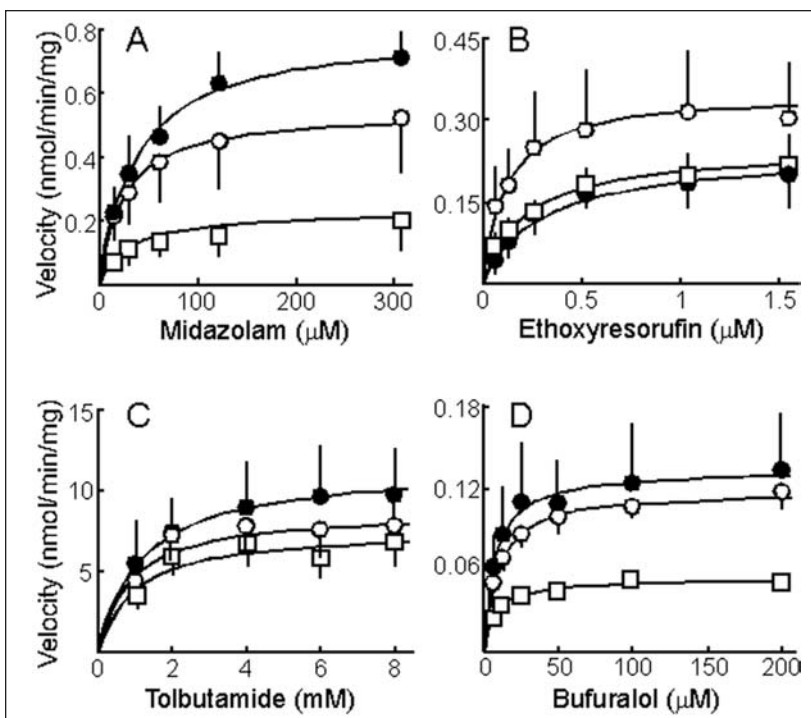 A
Velocity (nmol/min/mg)
0.8
0.6
0.4
0.2
0 100 200 300
Midazolam (μM)
B
0.45
0.30
0.15
0 0.5 1 1.5
Ethoxyresorufin (μM)
C
Velocity (nmol/min/mg)
15
10
5
0 2 4 6 8
Tolbutamide (mM)
D
0.18
0.12
0.06
0 50 100 150 200
Bufuralol (μM)